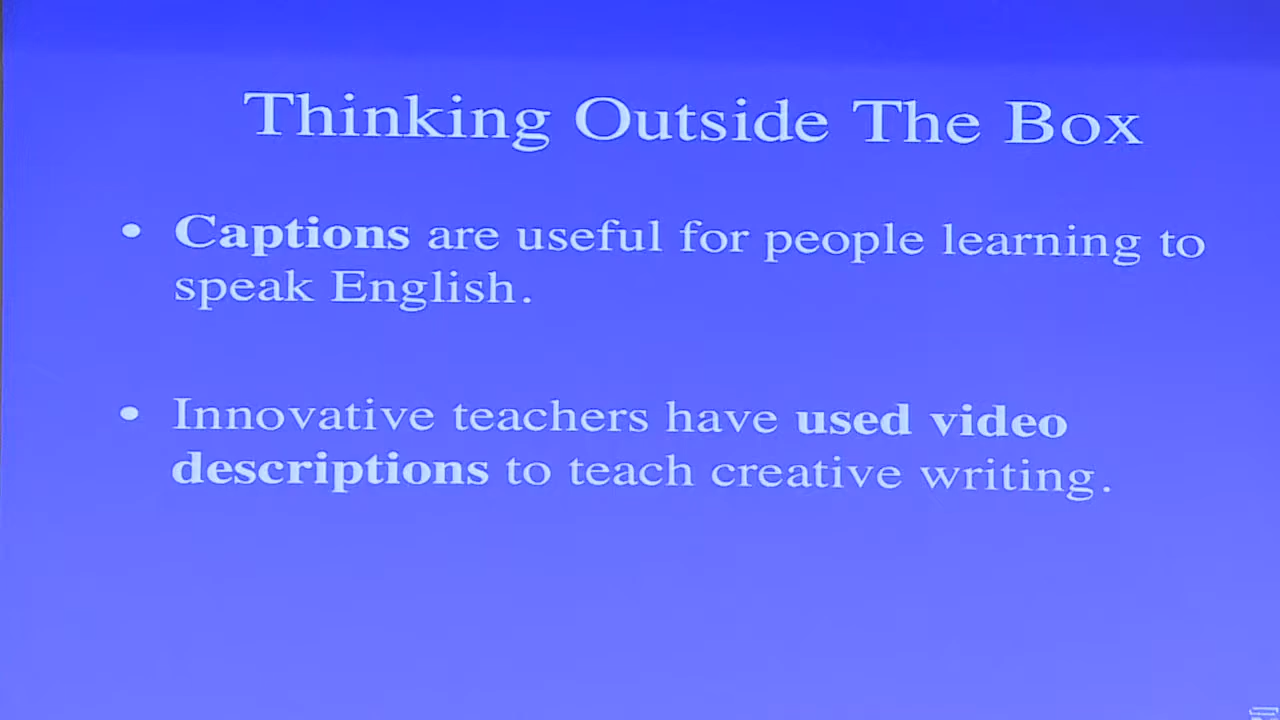 Thinking Outside The Box
• Captions are useful for people learning to
speak English.
• Innovative teachers have used video
descriptions to teach creative writing.